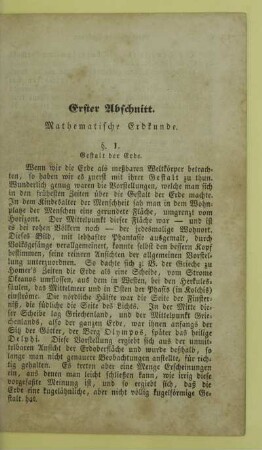 Erster Abschnitt.
Mathematische Erdkunde.
§. 1.
Gestalt der Erde.
Wenn wir die Erde als meßbaren Weltkörper betrach-
ten, so haben wir es zuerst mit ihrer Gestalt zu thun.
Wunderlich genug waren die Vorstellungen, welche man sich
in den frühesten Zeiten über die Gestalt der Erde machte.
In dem Kindesalter der Menschheit sah man in dem Wohn-
platze der Menschen eine gerundete Fläche, umgrenzt vom
Horizont. Der Mittelpunkt dieser Fläche war — und ist
es bei rohen Völkern noch — der jedesmalige Wohnort.
Dieses Bild, mit lebhafter Phantasie ausgemalt, durch
Volksgesänge verallgemeinert, konnte selbst den bessern Kopf
bestimmen, seine reinen Ansichten der allgemeinen Vorstel-
lung unterzuordnen. So dachte sich z. B. der Grieche zu
Homer's Zeiten die Erde als eine Scheibe, vom Strome
Okeanos umflossen, aus dem im Westen, bei den Herkules-
säulen, das Mittelmeer und in Osten der Phasis (in Kolchis)
einströmte. Die nördliche Hälfte war die Seite der Finster-
niß, die südliche die Seite des Lichts. In der Mitte die-
ser Scheibe lag Griechenland, und der Mittelpunkt Grie-
chenlands, also der ganzen Erde, war anfangs der
Sitz der Götter, der Berg Olympos, später das heilige
Delphi. Diese Vorstellung ergiebt sich aus der unmit-
telbaren Ansicht der Erdoberfläche und wurde deshalb, so
lange man nicht genauere Beobachtungen anstellte, für rich-
tig gehalten. Es treten aber eine Menge Erscheinungen
ein, aus denen man leicht schließen kann, wie irrig diese
vorgefaßte Meinung ist, und so ergiebt sich, daß die
Erde eine kugelähnliche, aber nicht völlig kugelförmige Ge-
stalt hat.